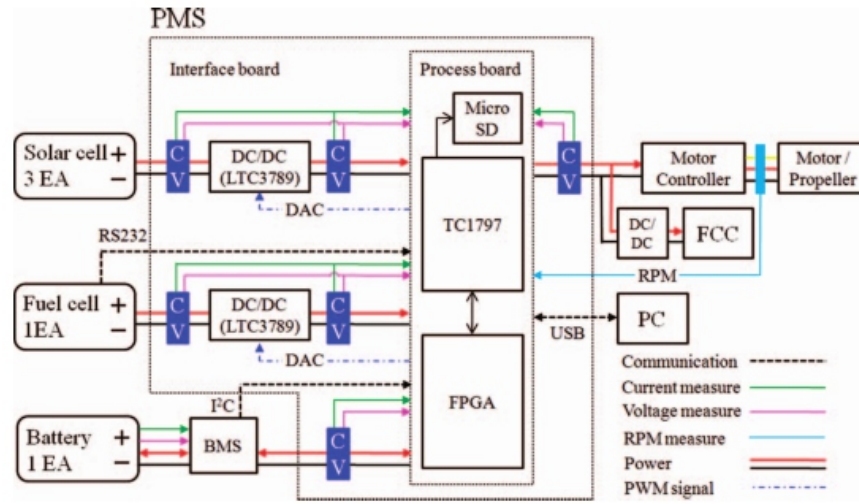 PMS
Interface board
Process board
Micro
SD
Solar cell +
3 EA −
C
V
DC/DC
(LTC3789)
C
V
DAC
TC1797
C
V
Motor
Controller
Motor /
Propeller
DC/
DC
FCC
RPM
RS232
Fuel cell +
1EA −
C
V
DC/DC
(LTC3789)
C
V
DAC
USB
PC
I²C
FPGA
Battery +
1 EA −
BMS
C
V
Communication
Current measure
Voltage measure
RPM measure
Power
PWM signal